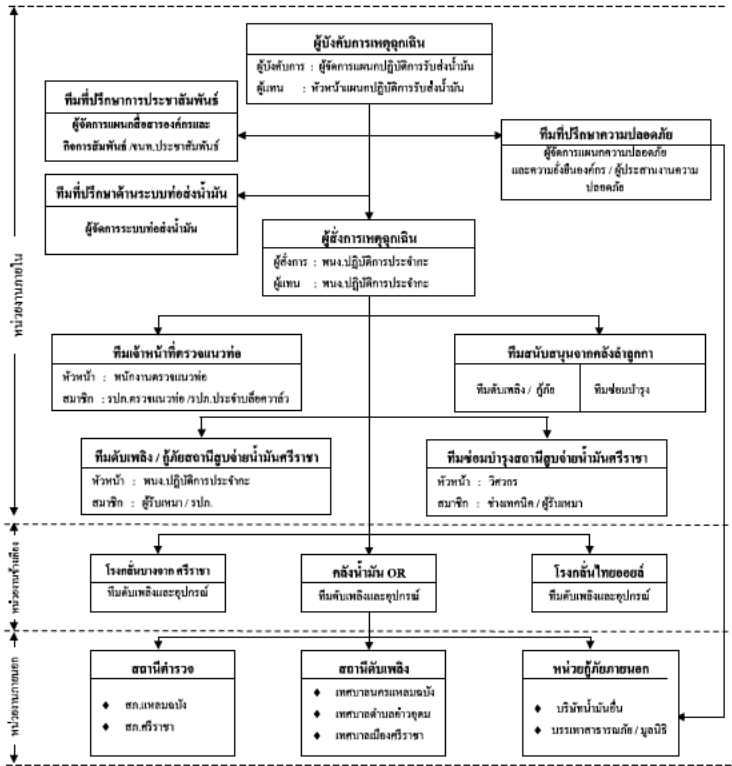 ผู้บังคับการเหตุฉุกเฉิน
ผู้บังคับการ : ผู้จัดการแผนกปฏิบัติการรับส่งน้ำมัน
ผู้แทน : หัวหน้าแผนกปฏิบัติการรับส่งน้ำมัน
ทีมที่ปรึกษาการประชาสัมพันธ์
ผู้จัดการแผนกสื่อสารองค์กรและ
กิจการสัมพันธ์ /จนท.ประชาสัมพันธ์
ทีมที่ปรึกษาความปลอดภัย
ผู้จัดการแผนกความปลอดภัย
และความยั่งยืนองค์กร / ผู้ประสานงานความ
ปลอดภัย
ทีมที่ปรึกษาด้านระบบท่อส่งน้ำมัน
ผู้จัดการระบบท่อส่งน้ำมัน
ผู้สั่งการเหตุฉุกเฉิน
ผู้สั่งการ : พนง.ปฏิบัติการประจำกะ
ผู้แทน : พนง.ปฏิบัติการประจำกะ
หน่วยงานภายใน
ทีมเจ้าหน้าที่ตรวจแนวท่อ
หัวหน้า : พนักงานตรวจแนวท่อ
สมาชิก : รปภ.ตรวจแนวท่อ /รปภ.ประจำบล็อควาล์ว
ทีมสนับสนุนจากคลังลำลูกกา
ทีมดับเพลิง / กู้ภัย
ทีมซ่อมบำรุง
ทีมดับเพลิง / กู้ภัยสถานีสูบจ่ายน้ำมันศรีราชา
หัวหน้า : พนง.ปฏิบัติการประจำกะ
สมาชิก : ผู้รับเหมา / รปภ.
ทีมซ่อมบำรุงสถานีสูบจ่ายน้ำมันศรีราชา
หัวหน้า : วิศวกร
สมาชิก : ช่างเทคนิค / ผู้รับเหมา
หน่วยงานข้างเคียง
โรงกลั่นบางจาก ศรีราชา
ทีมดับเพลิงและอุปกรณ์
คลังน้ำมัน OR
ทีมดับเพลิงและอุปกรณ์
โรงกลั่นไทยออยล์
ทีมดับเพลิงและอุปกรณ์
หน่วยงานภายนอก
สถานีตำรวจ
♦ สภ.แหลมฉบัง
♦ สภ.ศรีราชา
สถานีดับเพลิง
♦ เทศบาลนครแหลมฉบัง
♦ เทศบาลตำบลอ่าวอุดม
♦ เทศบาลเมืองศรีราชา
หน่วยกู้ภัยภายนอก
♦ บริษัทน้ำมันอื่น
♦ บรรเทาสาธารณภัย / มูลนิธิ